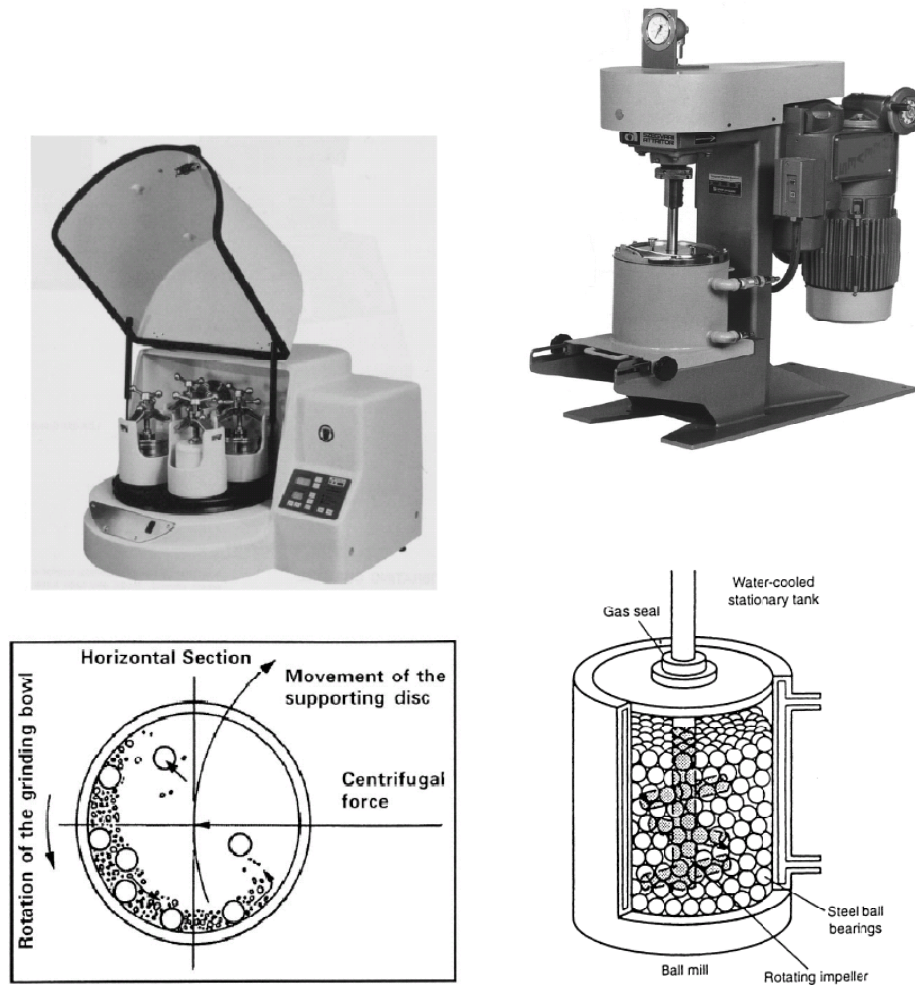 Horizontal Section
Movement of the
supporting disc
Centrifugal
force
Rotation of the grinding bowl
Water-cooled
stationary tank
Gas seal
Steel ball
bearings
Rotating impeller
Ball mill